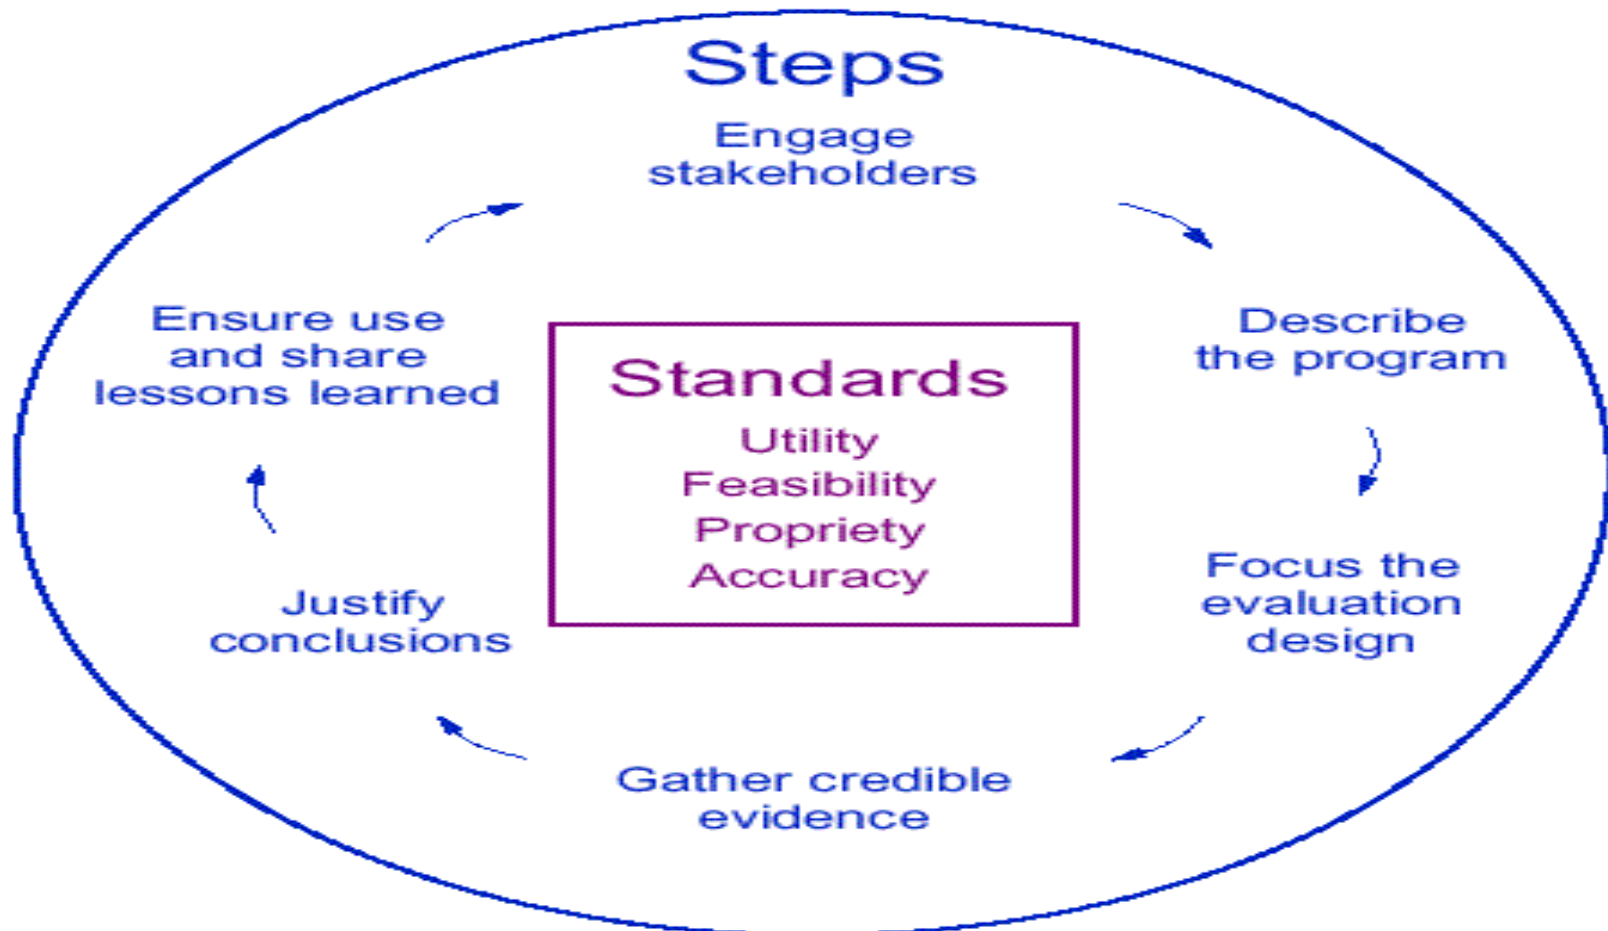 Steps
Engage
stakeholders
Describe
the program
Focus the
evaluation
design
Gather credible
evidence
Justify
conclusions
Ensure use
and share
lessons learned
Standards
Utility
Feasibility
Propriety
Accuracy